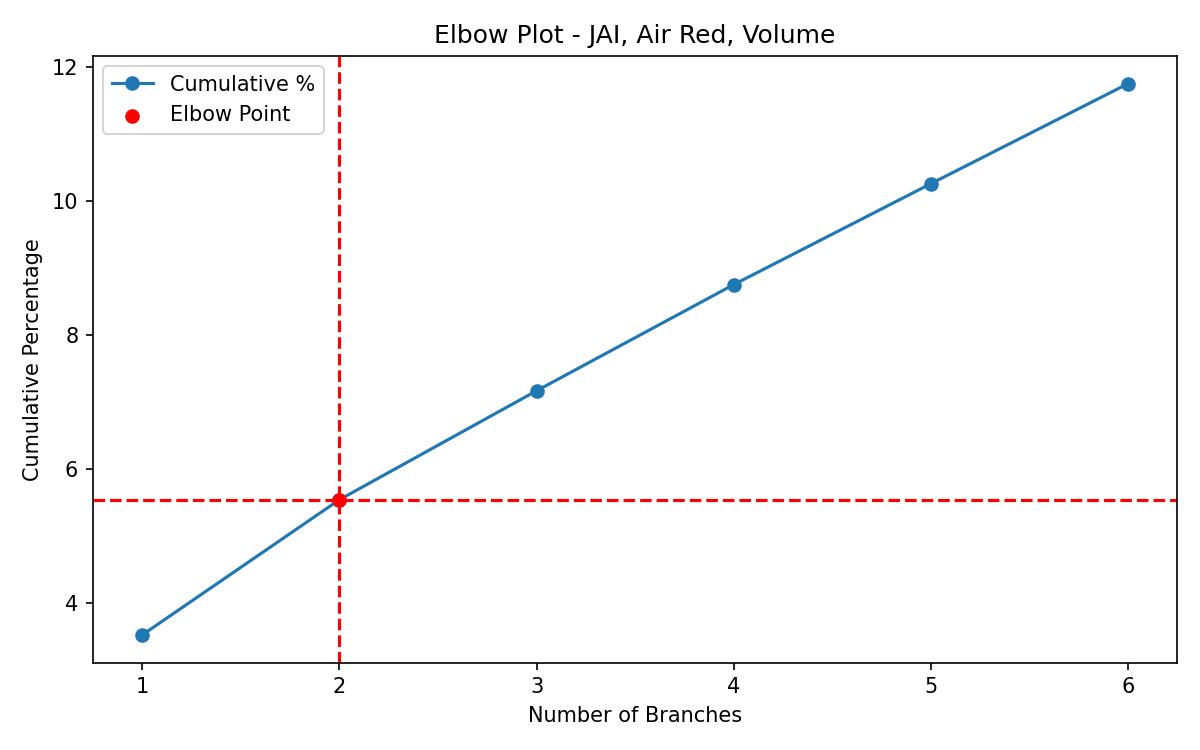 Elbow Plot - JAI, Air Red, Volume
Cumulative %
Elbow Point
Cumulative Percentage
12
10
8
6
4
1 2 3 4 5 6
Number of Branches